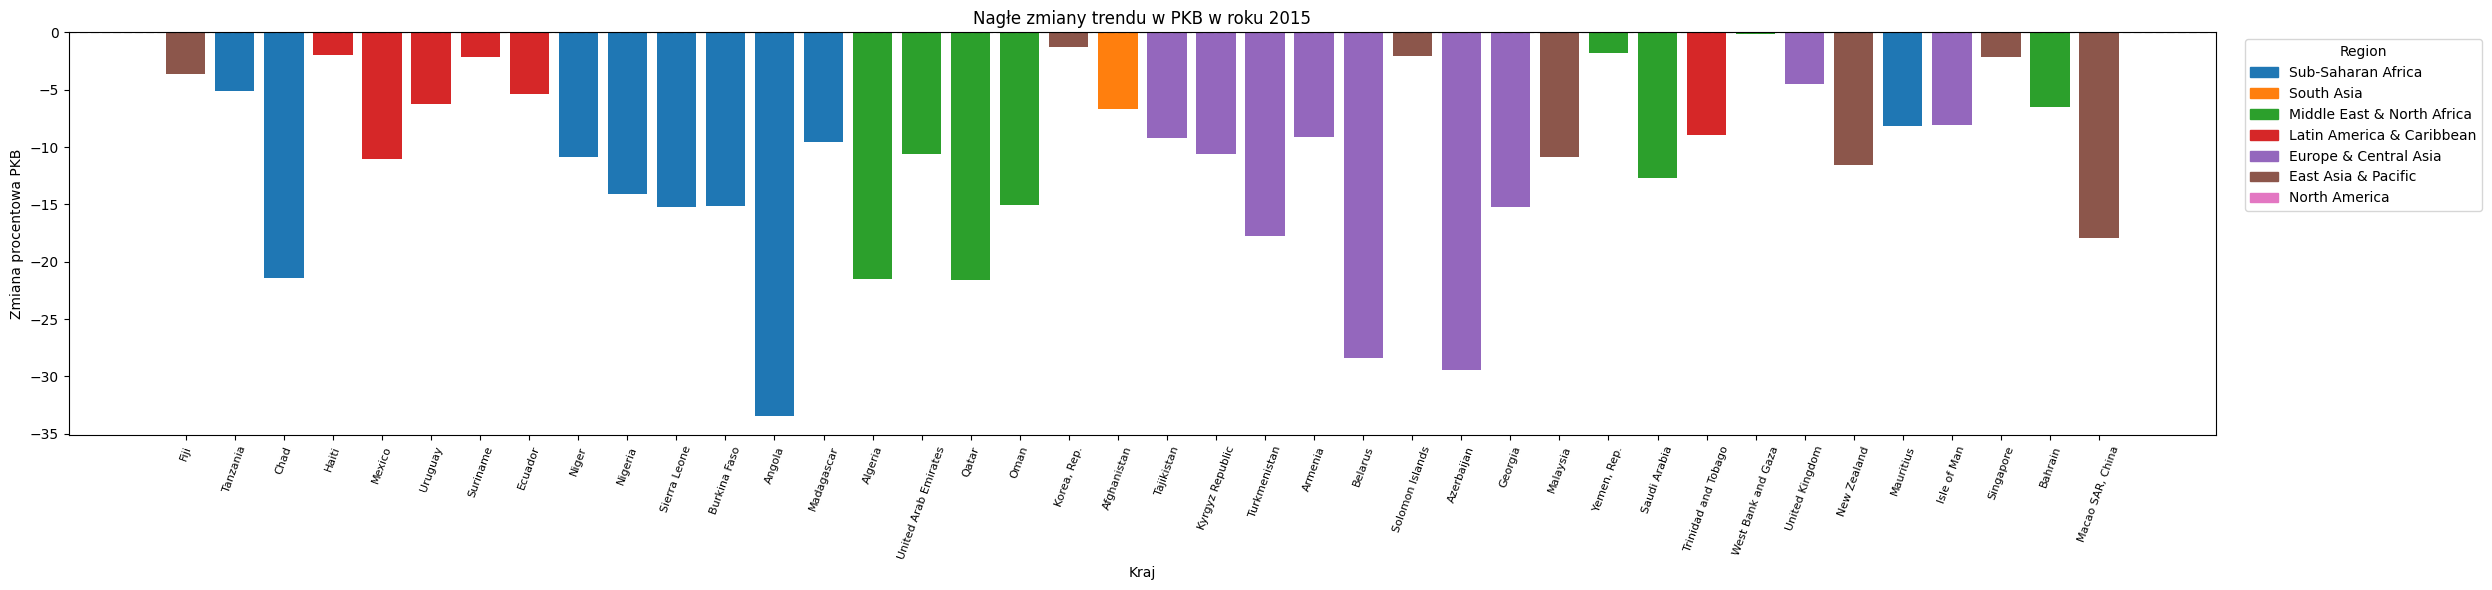 Nagłe zmiany trendu w PKB w roku 2015
Zmiana procentowa PKB
0
−5
−10
−15
−20
−25
−30
−35
Fiji
Tanzania
Chad
Haiti
Mexico
Uruguay
Suriname
Ecuador
Niger
Nigeria
Sierra Leone
Burkina Faso
Angola
Madagascar
Algeria
United Arab Emirates
Qatar
Oman
Korea, Rep.
Afghanistan
Tajikistan
Kyrgyz Republic
Turkmenistan
Armenia
Belarus
Solomon Islands
Azerbaijan
Georgia
Malaysia
Yemen, Rep.
Saudi Arabia
Trinidad and Tobago
West Bank and Gaza
United Kingdom
New Zealand
Mauritius
Isle of Man
Singapore
Bahrain
Macao SAR, China
Kraj
Region
Sub-Saharan Africa
South Asia
Middle East & North Africa
Latin America & Caribbean
Europe & Central Asia
East Asia & Pacific
North America